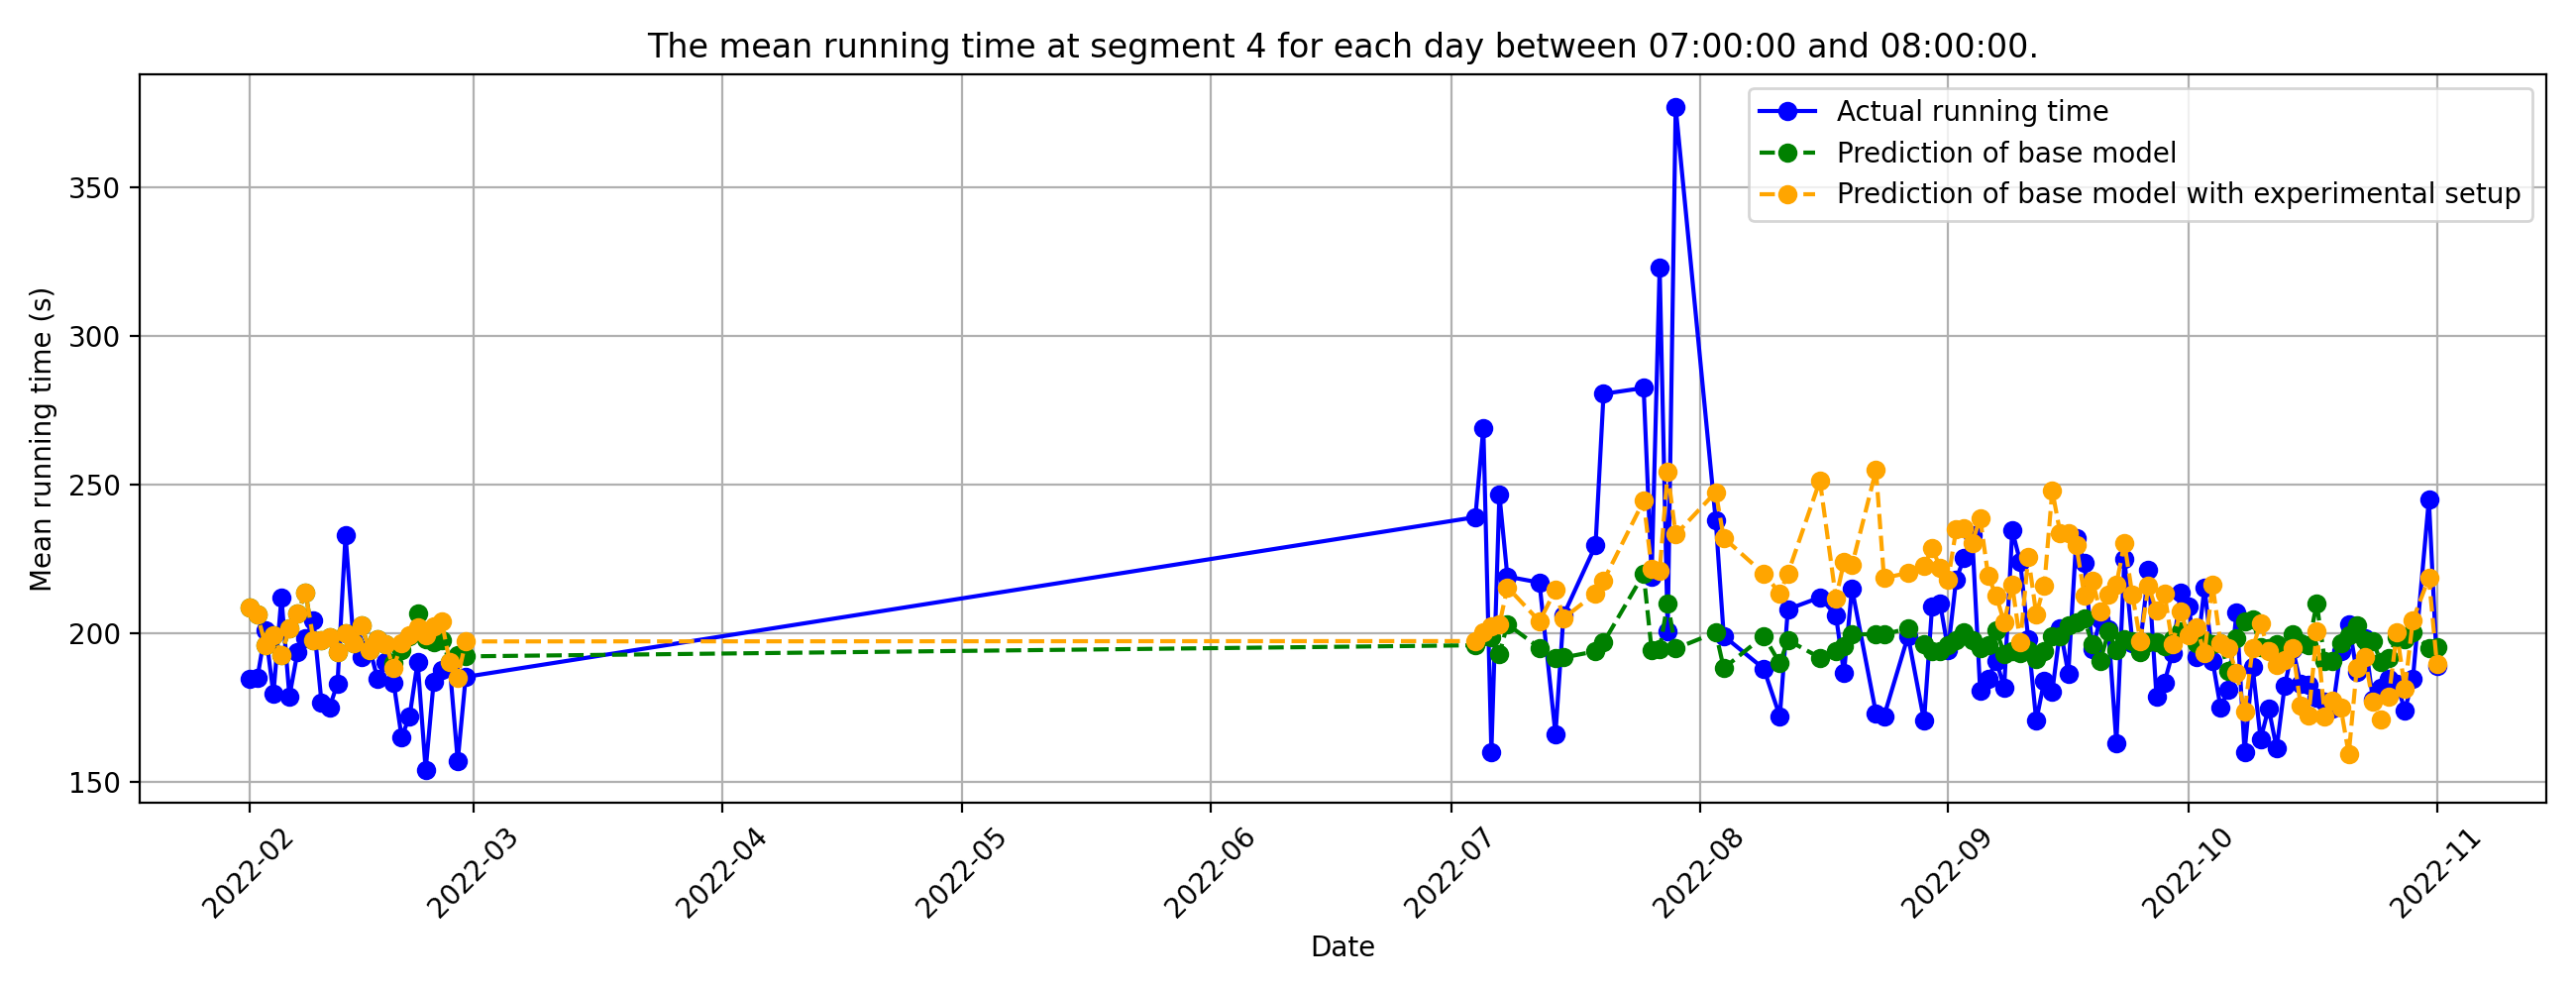 The mean running time at segment 4 for each day between 07:00:00 and 08:00:00.
Actual running time
Prediction of base model
Prediction of base model with experimental setup
Mean running time (s)
350
300
250
200
150
2022-02
2022-03
2022-04
2022-05
2022-06
2022-07
2022-08
2022-09
2022-10
2022-11
Date